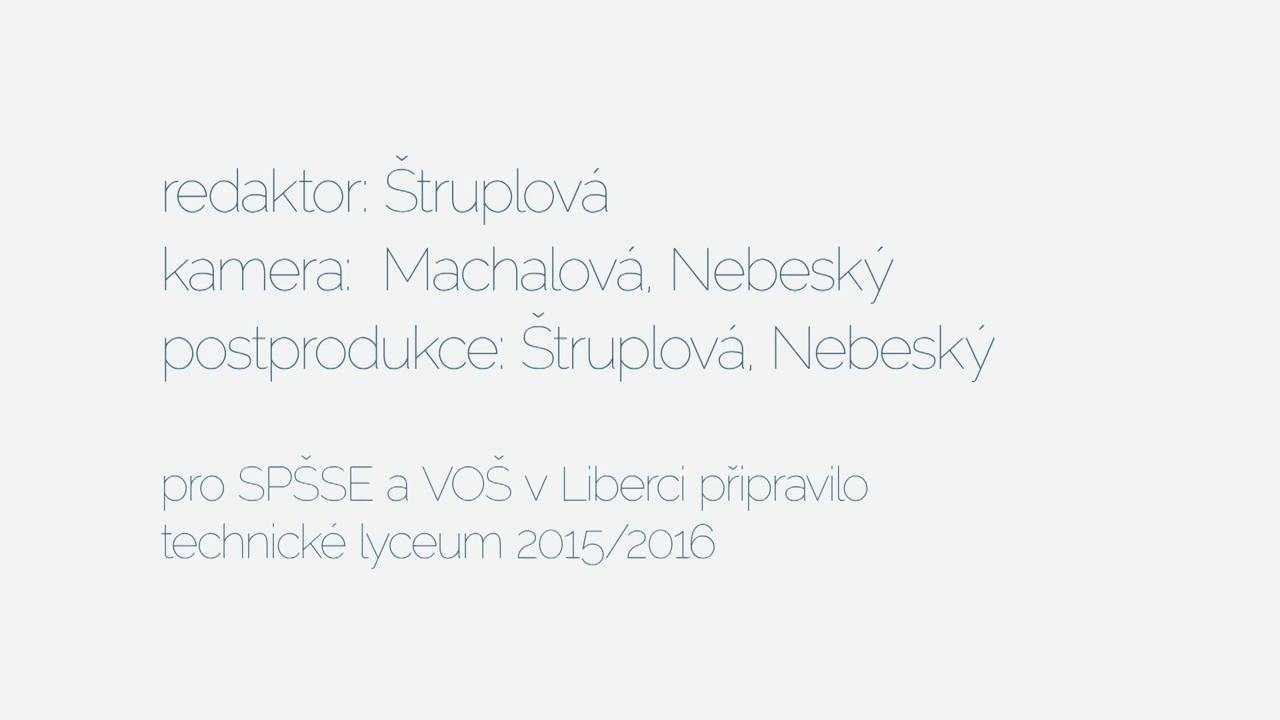 redaktor: Štruplová
kamera: Machalová, Nebeský
postprodukce: Štruplová, Nebeský
pro SPŠSE a VOŠ v Liberci připravilo
technické lyceum 2015/2016